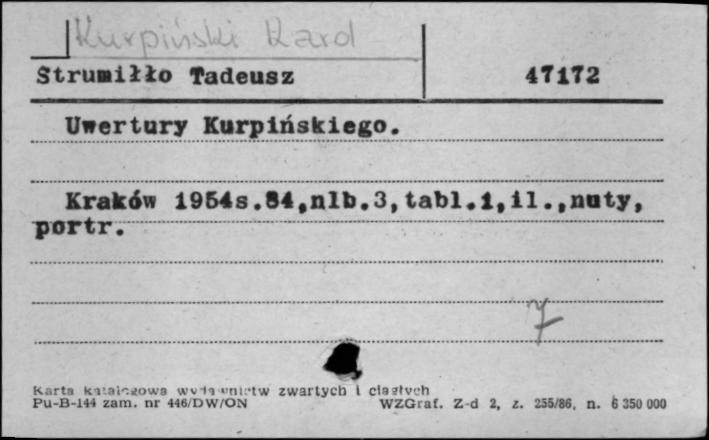 Kurpiński Karol
Strumiłło Tadeusz 47172
Uwertury Kurpińskiego.
Kraków 1954s.84,nlb.3,tabl.1,il.,nuty,
portr.
7
Karta katalogowa wydawnictw zwartych i ciągłych
Pu-B-144 zam. nr 446/DW/ON WZGraf. Z-d 2, z. 255/86, n. 6 350 000